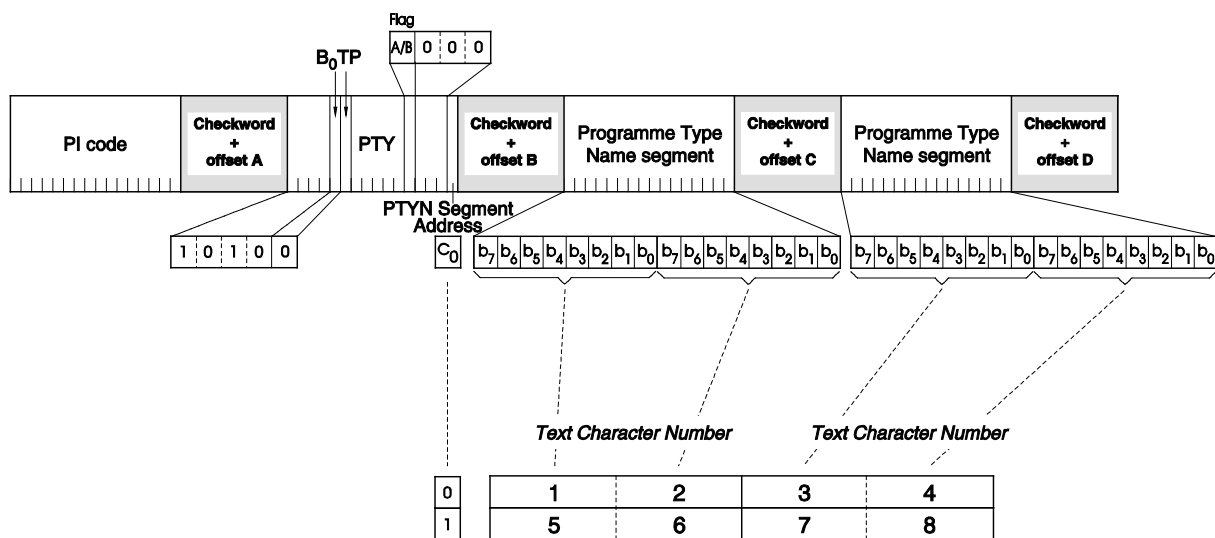 Flag
A/B 0 0 0
B0 TP
PI code
Checkword
+
offset A
PTY
Checkword
+
offset B
Programme Type
Name segment
Checkword
+
offset C
Programme Type
Name segment
Checkword
+
offset D
PTYN Segment
Address
1 0 1 0 0
C0
b7 b6 b5 b4 b3 b2 b1 b0 b7 b6 b5 b4 b3 b2 b1 b0
b7 b6 b5 b4 b3 b2 b1 b0 b7 b6 b5 b4 b3 b2 b1 b0
Text Character Number
Text Character Number
0 1 2 3 4
1 5 6 7 8